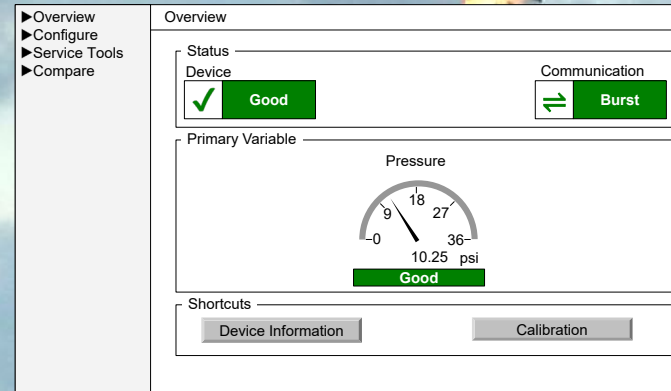 ▶Overview
▶Configure
▶Service Tools
▶Compare
Overview
Status
Device
Good
Communication
Burst
Primary Variable
Pressure
0
9
18
27
36
10.25 psi
Good
Shortcuts
Device Information
Calibration